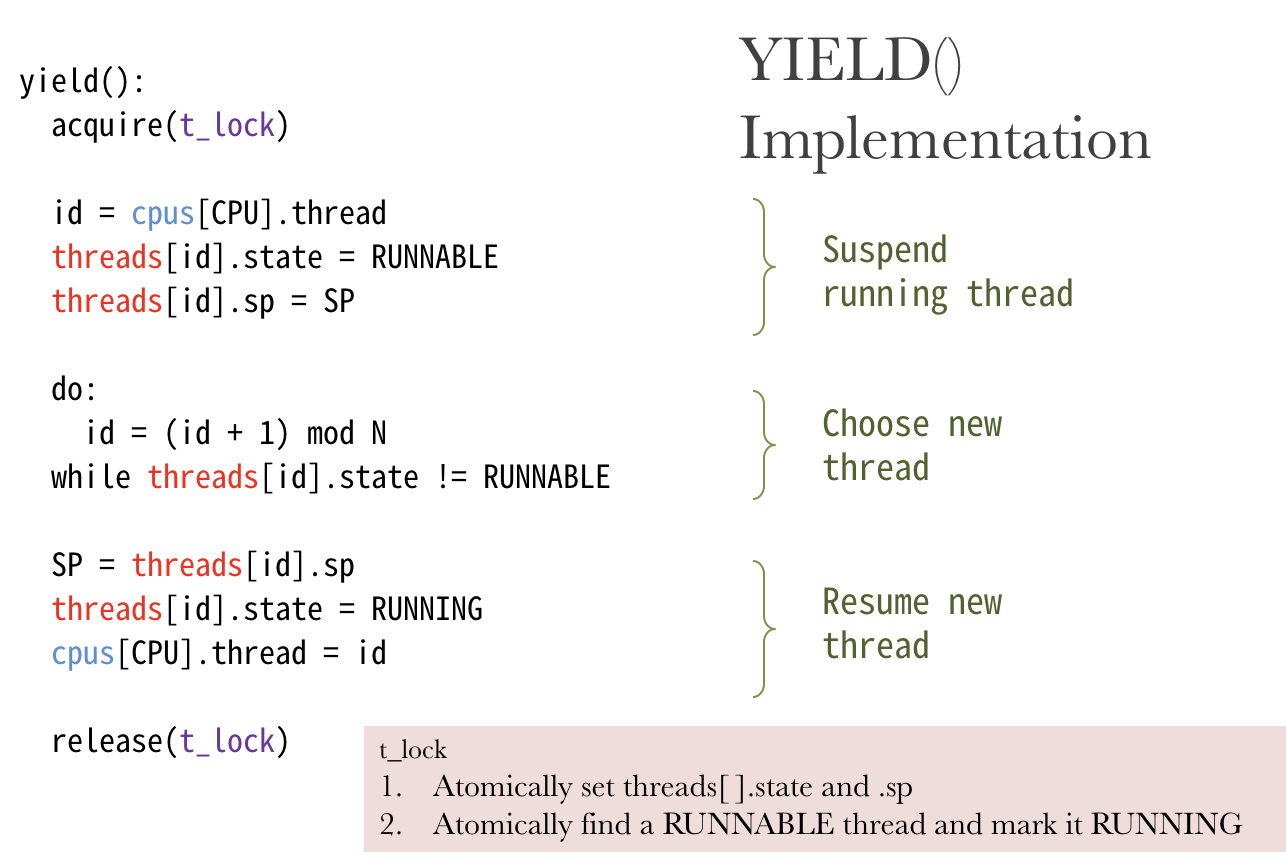 YIELD()
Implementation
yield():
  acquire(t_lock)
  id = cpus[CPU].thread
  threads[id].state = RUNNABLE
  threads[id].sp = SP
Suspend
running thread
  do:
    id = (id + 1) mod N
  while threads[id].state != RUNNABLE
Choose new
thread
  SP = threads[id].sp
  threads[id].state = RUNNING
  cpus[CPU].thread = id
Resume new
thread
  release(t_lock)
t_lock
1. Atomically set threads[ ].state and .sp
2. Atomically find a RUNNABLE thread and mark it RUNNING